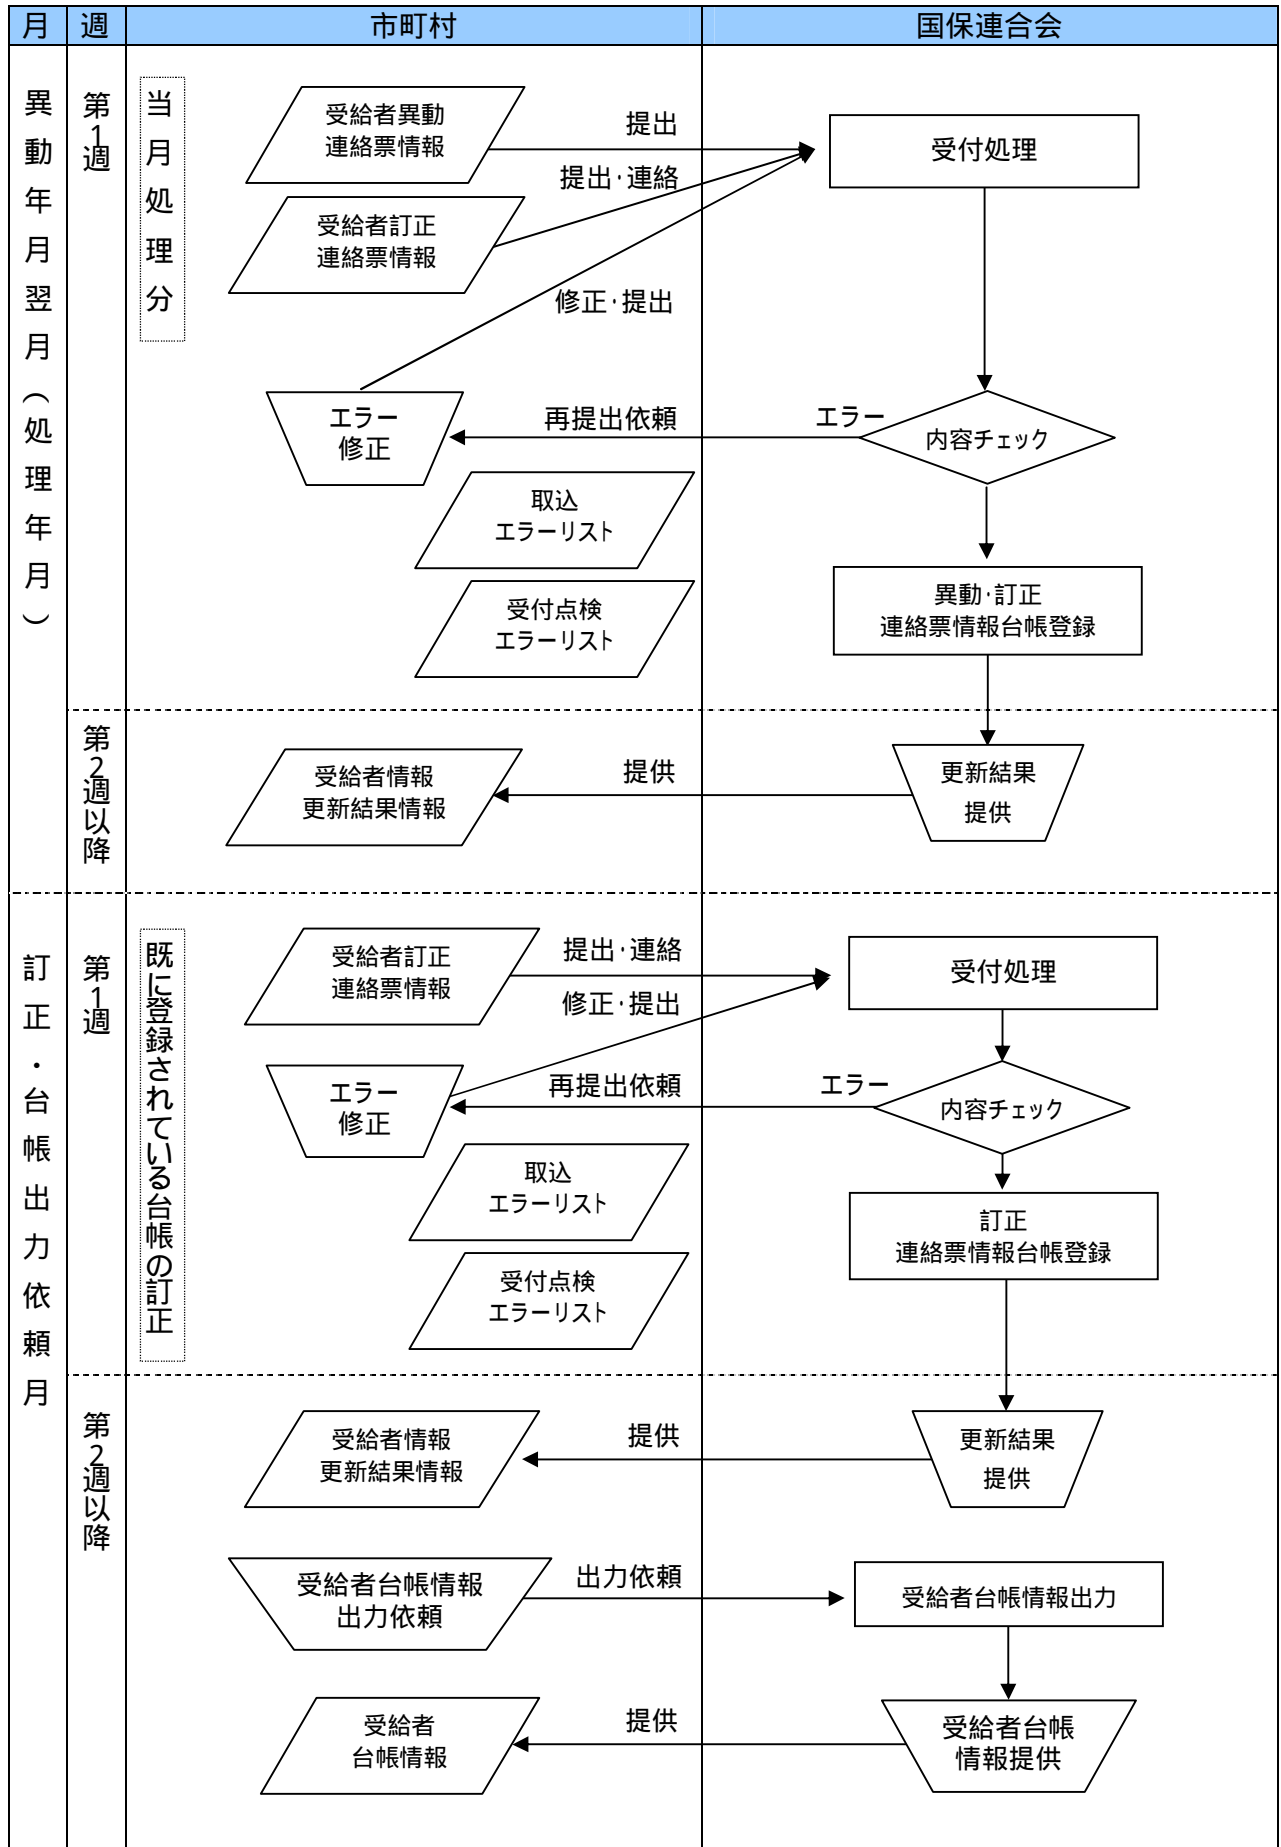 月
週
市町村
国保連合会
異動年月翌月（処理年月）
第1週
当月処理分
受給者異動
連絡票情報
提出
受付処理
提出・連絡
受給者訂正
連絡票情報
修正・提出
エラー
修正
再提出依頼
エラー
内容チェック
取込
エラーリスト
受付点検
エラーリスト
異動・訂正
連絡票情報台帳登録
第2週以降
受給者情報
更新結果情報
提供
更新結果
提供
訂正・台帳出力依頼月
第1週
既に登録されている台帳の訂正
受給者訂正
連絡票情報
提出・連絡
受付処理
修正・提出
エラー
修正
再提出依頼
エラー
内容チェック
取込
エラーリスト
受付点検
エラーリスト
訂正
連絡票情報台帳登録
第2週以降
受給者情報
更新結果情報
提供
更新結果
提供
受給者台帳情報
出力依頼
出力依頼
受給者台帳情報出力
受給者
台帳情報
提供
受給者台帳
情報提供